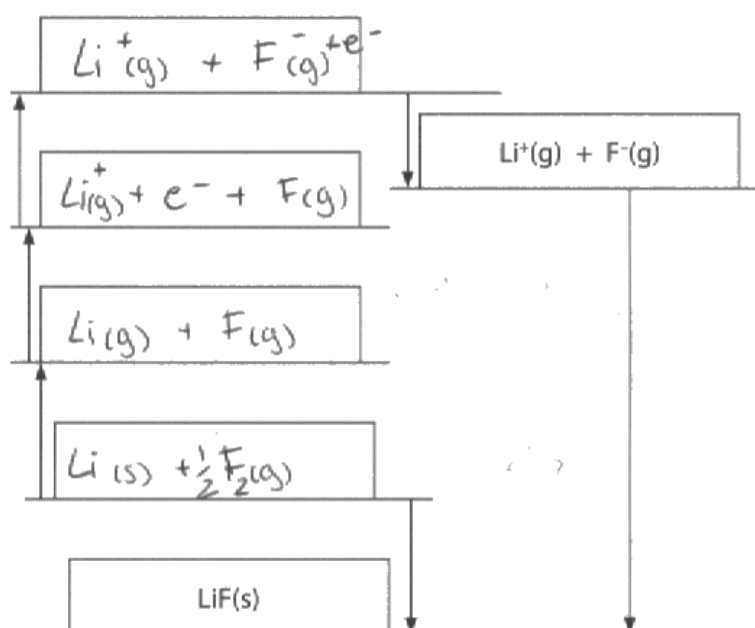 Li⁺(g) + F⁻(g) +e⁻
Li⁺(g) + F⁻(g)
Li⁺(g) + e⁻ + F(g)
Li(g) + F(g)
Li(s) + ½F₂(g)
LiF(s)